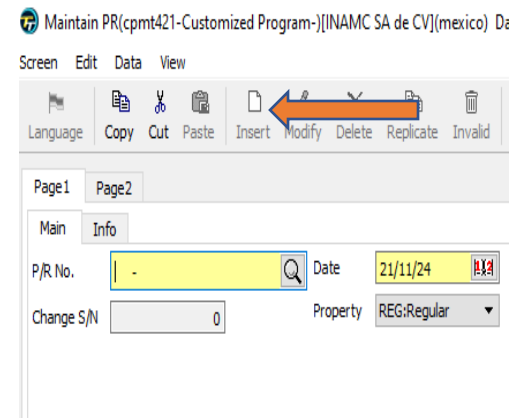 Maintain PR(cpmt421-Customized Program-)[INAMC SA de CV](mexico) Da
Screen Edit Data View
Language Copy Cut Paste Insert Modify Delete Replicate Invalid
Page1 Page2
Main Info
P/R No. - Date 21/11/24
Change S/N 0 Property REG:Regular